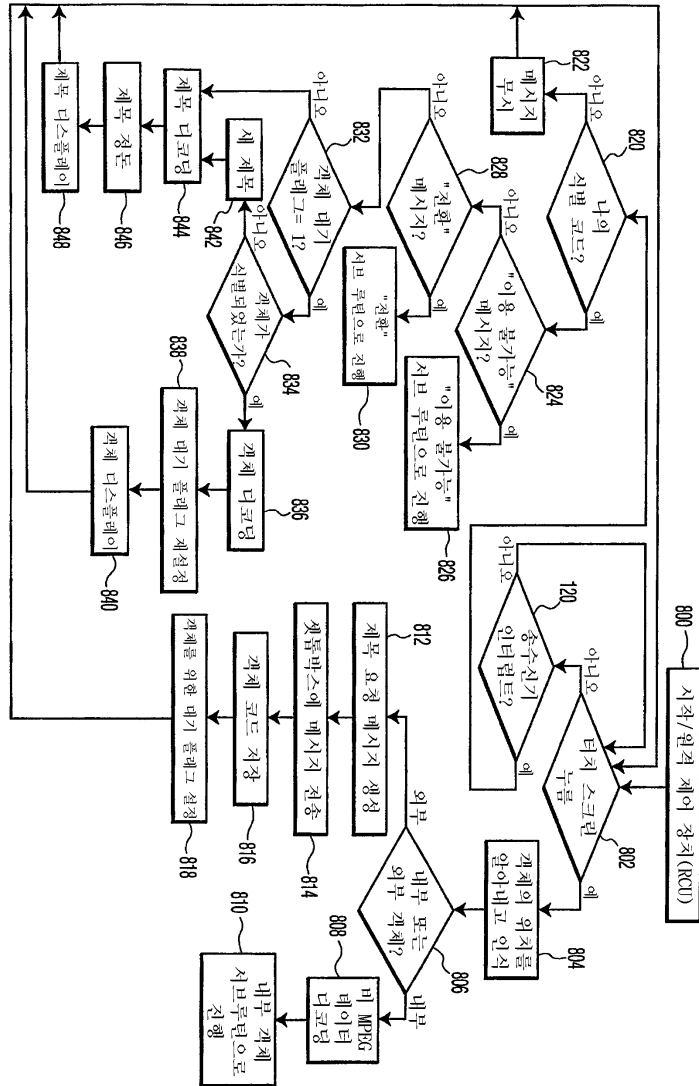 800
시작/원격 제어 장치(RCU)
터치 스크린
누름
802
아니요
예
송수신기
인터럽트?
120
아니요
예
객체의 위치를
알아내고 인식
804
내부 또는
외부 객체?
806
외부
내부
비 MPEG
데이터
디코딩
808
내부 객체
서브루틴으로
진행
810
812
제목 요청 메시지 생성
셋톱박스에 메시지 전송
814
객체 코드 저장
816
객체를 위한 대기 플래그 설정
818
나의
식별 코드?
820
아니요
예
메시지
무시
822
"이용 불가능"
메시지?
824
아니요
예
"이용 불가능"
서브 루틴으로 진행
826
"전환"
메시지?
828
아니요
예
"전환"
서브 루틴으로 진행
830
객체 대기
플래그= 1?
832
아니요
예
객체가
식별되었는가?
834
아니요
예
객체 디코딩
836
객체 대기 플래그 재설정
838
객체 디스플레이
840
새 제목
842
제목 디코딩
844
제목 정돈
846
제목 디스플레이
848